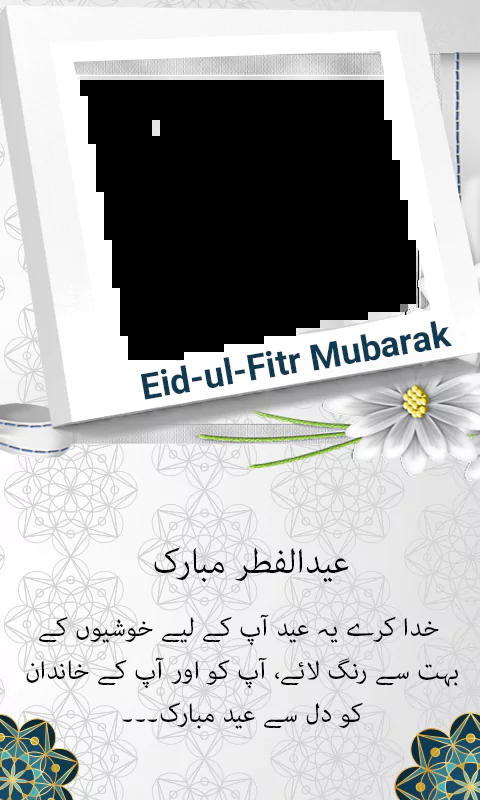 Eid-ul-Fitr Mubarak
عیدالفطر مبارک
خدا کرے یہ عید آپ کے لیے خوشیوں کے
بہت سے رنگ لائے، آپ کو اور آپ کے خاندان
کو دل سے عید مبارک۔۔۔